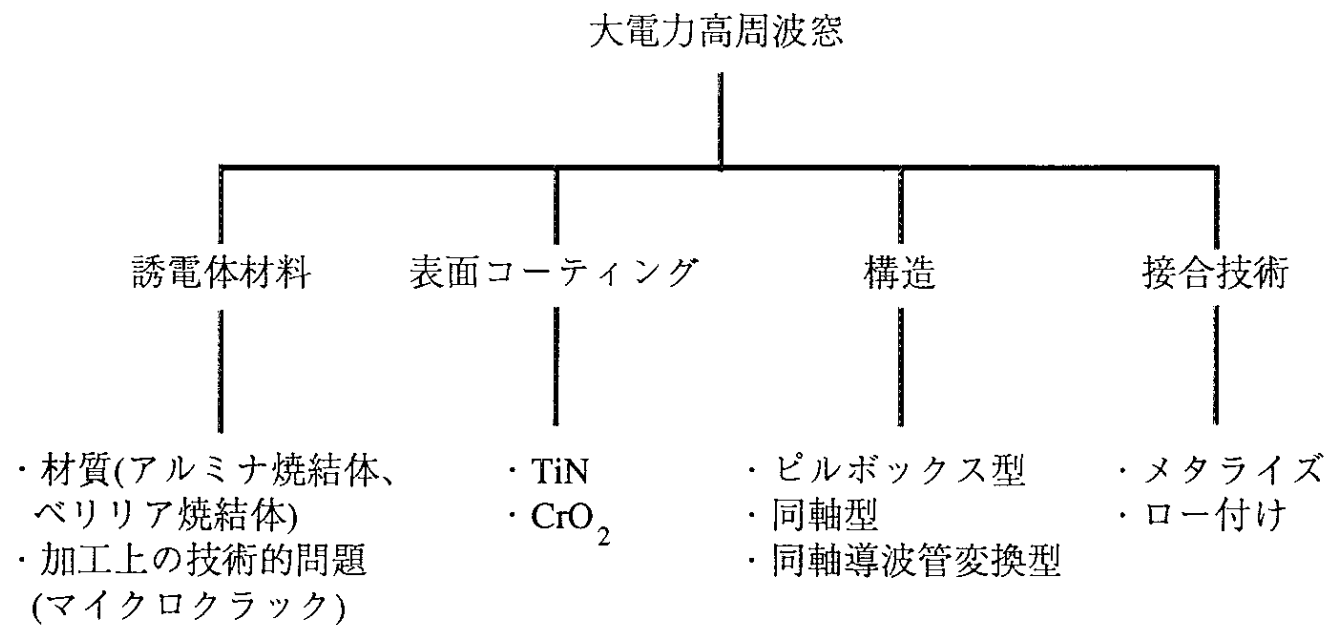 大電力高周波窓
誘電体材料
表面コーティング
構造
接合技術
・材質(アルミナ焼結体、
ベリリア焼結体)
・加工上の技術的問題
(マイクロクラック)
・TiN
・CrO₂
・ピルボックス型
・同軸型
・同軸導波管変換型
・メタライズ
・ロー付け